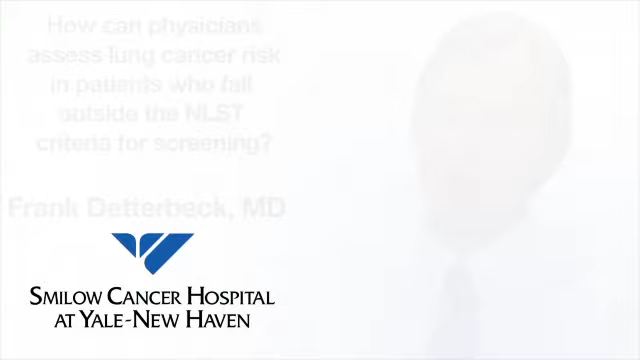 How can physicians
assess lung cancer risk
in patients who fall
outside the NLST
criteria for screening?
Frank Detterbeck, MD
SMILOW CANCER HOSPITAL
AT YALE-NEW HAVEN